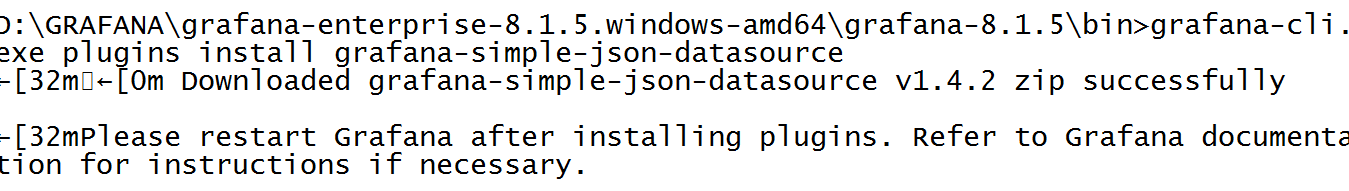 D:\GRAFANA\grafana-enterprise-8.1.5.windows-amd64\grafana-8.1.5\bin>grafana-cli.
exe plugins install grafana-simple-json-datasource
←[32m▯←[0m Downloaded grafana-simple-json-datasource v1.4.2 zip successfully
←[32mPlease restart Grafana after installing plugins. Refer to Grafana documenta
tion for instructions if necessary.